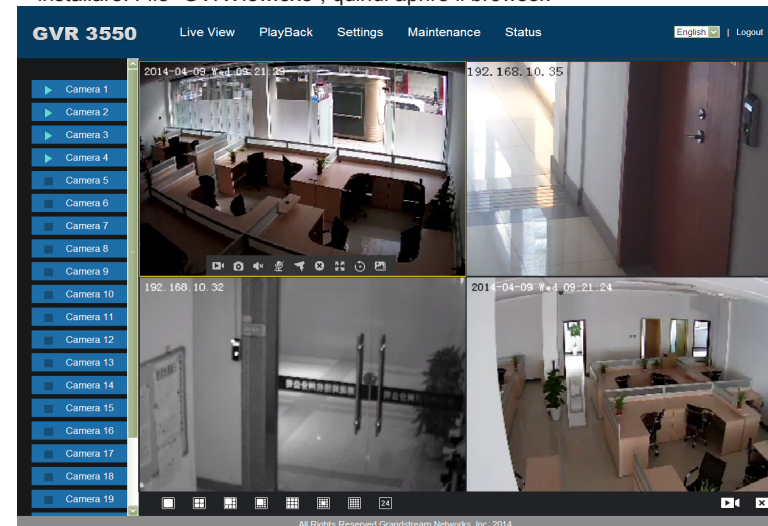 GVR 3550
Live View
PlayBack
Settings
Maintenance
Status
English
|
Logout
Camera 1
Camera 2
Camera 3
Camera 4
Camera 5
Camera 6
Camera 7
Camera 8
Camera 9
Camera 10
Camera 11
Camera 12
Camera 13
Camera 14
Camera 15
Camera 16
Camera 17
Camera 18
Camera 19
2014-04-09 Wed 09:21:29
192.168.10.35
192.168.10.32
2014-04-09 Wed 09:21:24
24
All Rights Reserved Grandstream Networks, Inc. 2014